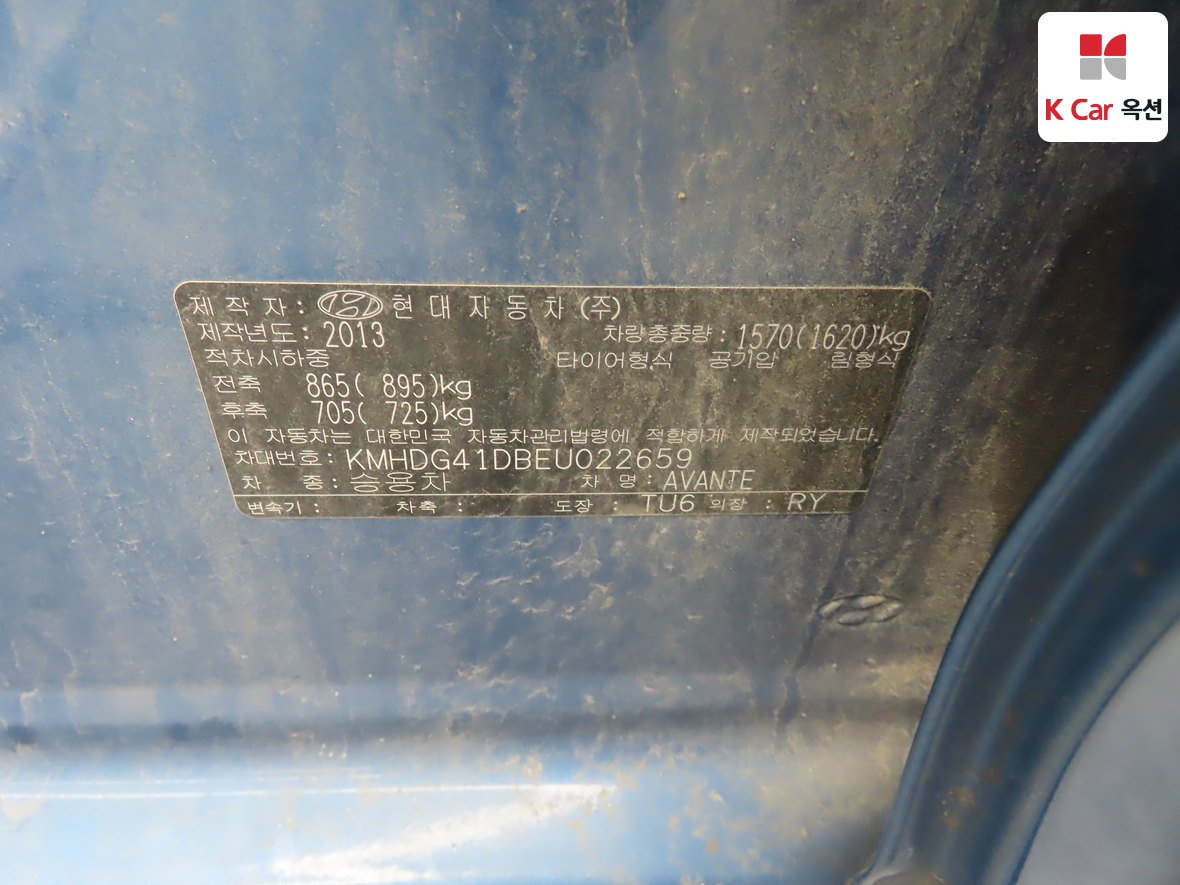 K Car 옥션
제 작 자 : 현 대 자 동 차 (주)
제작년도 : 2013 차량총중량 : 1570(1620)kg
적차시하중 타이어형식 공기압 림형식
전축 865( 895)kg
후축 705( 725)kg
이 자동차는 대한민국 자동차관리법령에 적합하게 제작되었습니다.
차대번호 : KMHDG41DBEU022659
차 종 : 승용차 차 명 : AVANTE
변속기 : 차축 : 도장 : TU6 의장 : RY